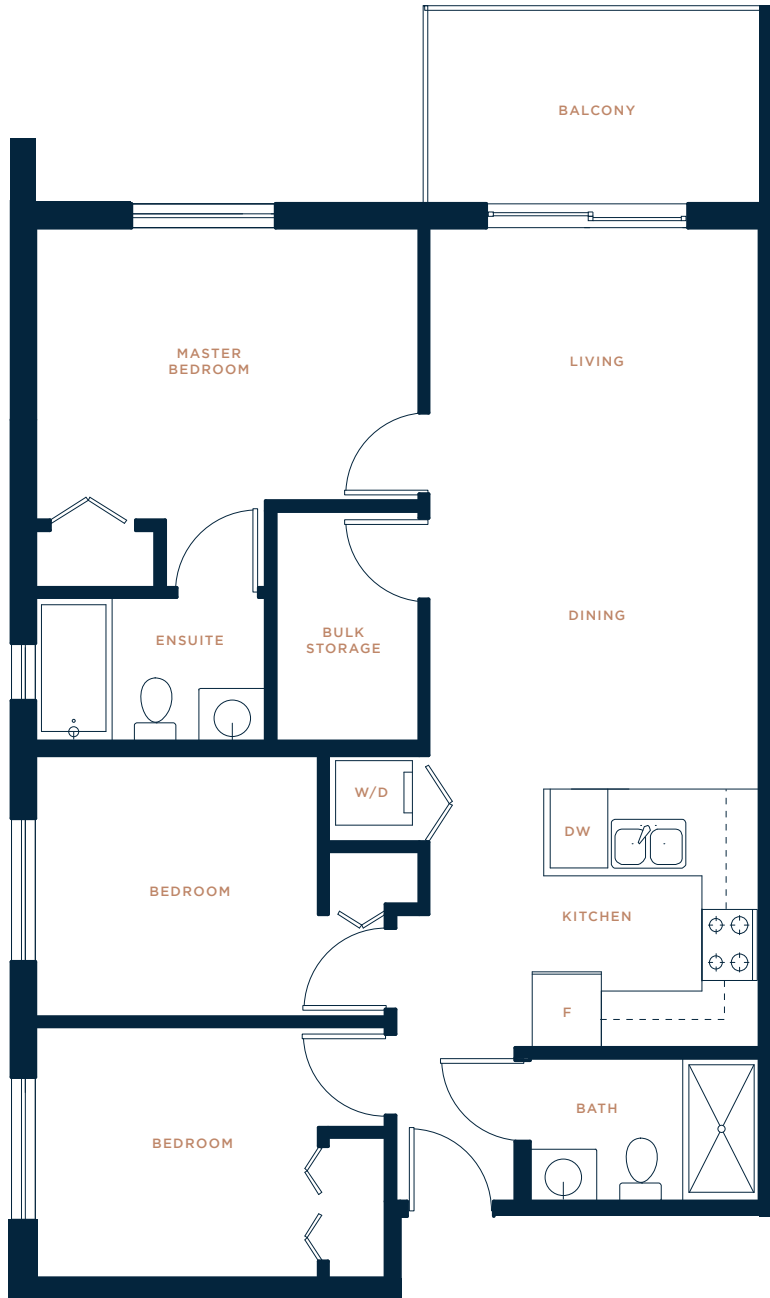 BALCONY
MASTER
BEDROOM
LIVING
ENSUITE
BULK
STORAGE
DINING
W/D
DW
BEDROOM
KITCHEN
F
BATH
BEDROOM